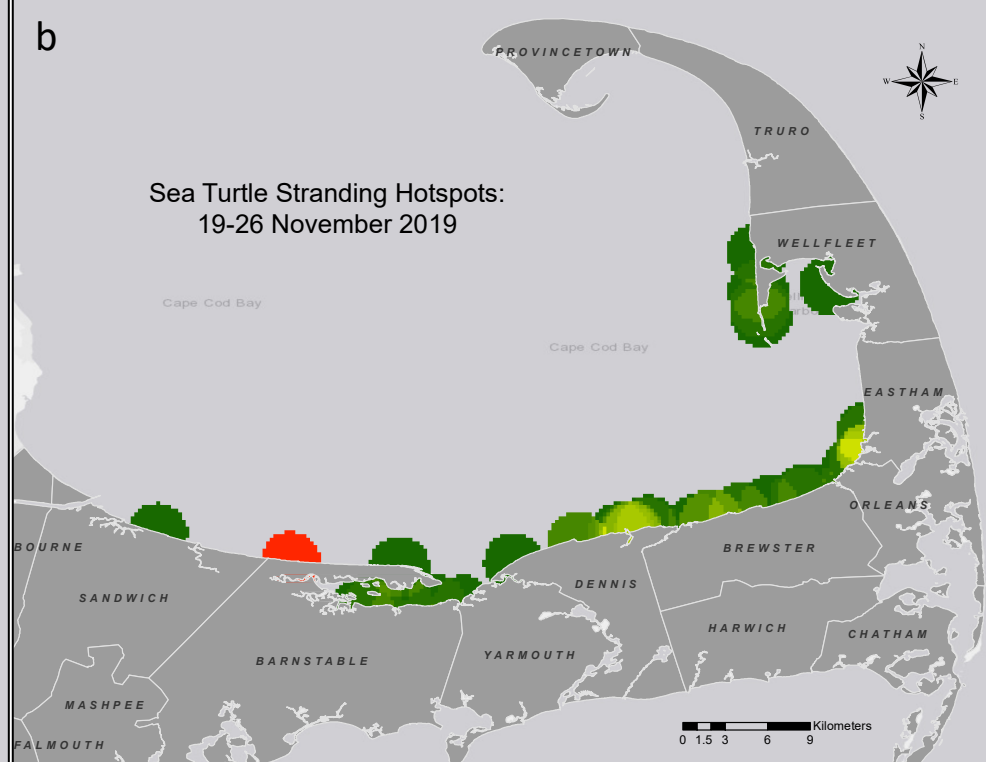 b
PROVINCETOWN
N
W E
S
TRURO
Sea Turtle Stranding Hotspots:
19-26 November 2019
WELLFLEET
Cape Cod Bay
Cape Cod Bay
EASTHAM
ORLEANS
BOURNE
BREWSTER
DENNIS
SANDWICH
HARWICH
CHATHAM
YARMOUTH
BARNSTABLE
MASHPEE
Kilometers
0 1.5 3 6 9
FALMOUTH